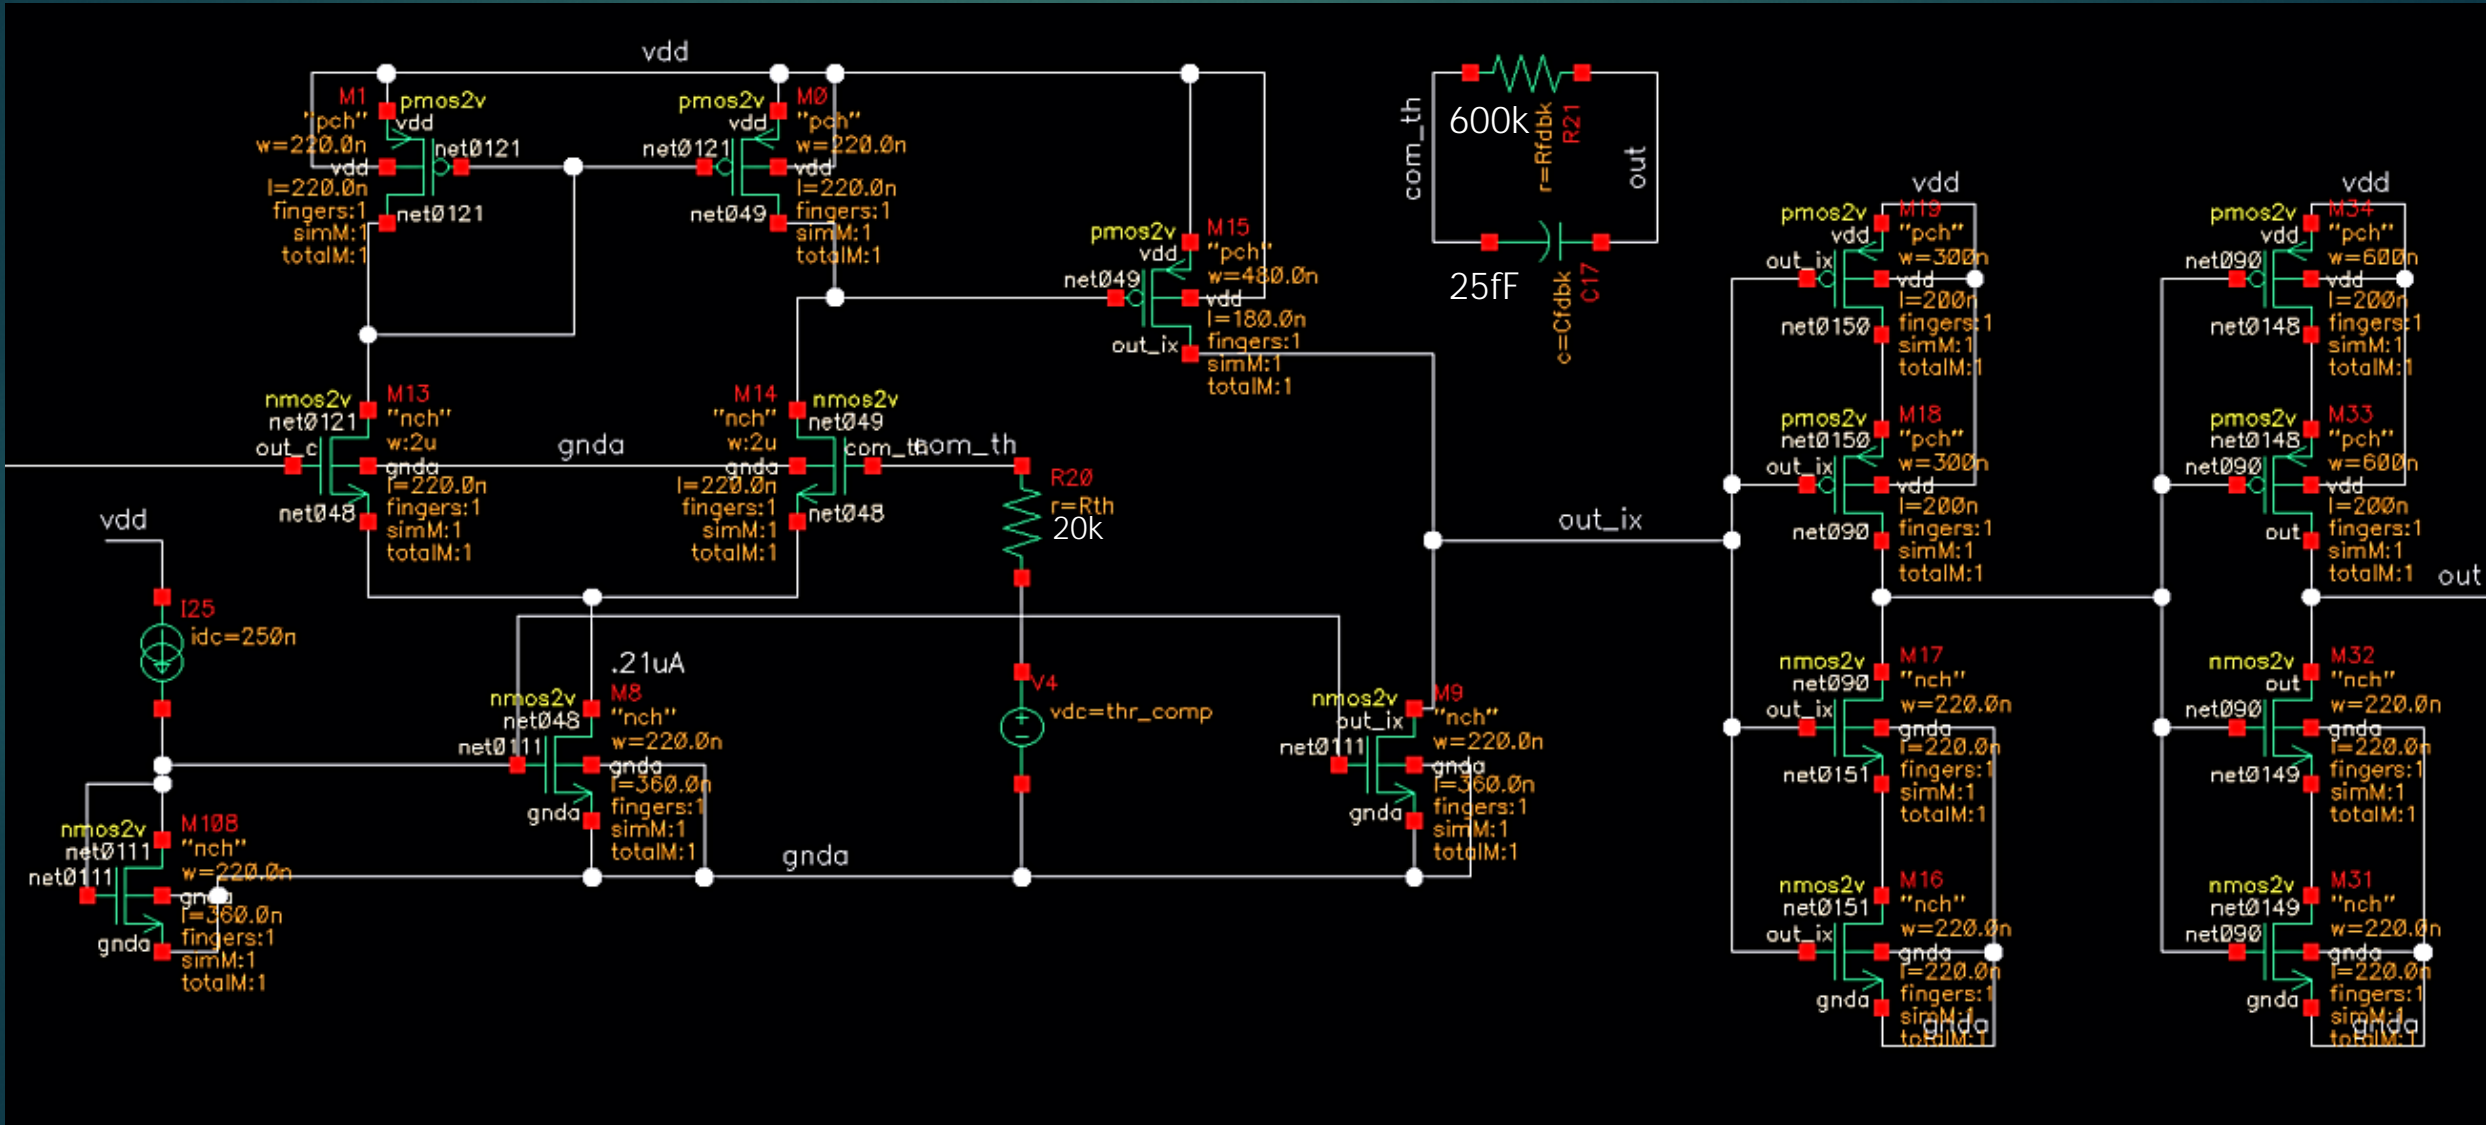 vdd
M1
pmos2v
"pch"
vdd
w=220.0n
net0121
vdd
l=220.0n
fingers:1
net0121
simM:1
totalM:1
pmos2v
M0
vdd
"pch"
net0121
w=220.0n
vdd
l=220.0n
net049
fingers:1
simM:1
totalM:1
pmos2v
M15
vdd
"pch"
net049
w=480.0n
vdd
l=180.0n
out_ix
fingers:1
simM:1
totalM:1
com_th
600k
r=Rfdbk
R21
out
25fF
c=Cfdbk
C17
nmos2v
M13
net0121
"nch"
out_c
w:2u
gnda
l=220.0n
net048
fingers:1
simM:1
totalM:1
gnda
M14
nmos2v
"nch"
net049
w:2u
com_th
gnda
l=220.0n
net048
fingers:1
simM:1
totalM:1
com_th
R20
r=Rth
20k
vdd
I25
idc=250n
.21uA
nmos2v
M8
net048
"nch"
net0111
w=220.0n
gnda
l=360.0n
gnda
fingers:1
simM:1
totalM:1
V4
vdc=thr_comp
nmos2v
M9
out_ix
"nch"
net0111
w=220.0n
gnda
l=360.0n
gnda
fingers:1
simM:1
totalM:1
nmos2v
M108
net0111
"nch"
net0111
w=220.0n
gnda
l=360.0n
gnda
fingers:1
simM:1
totalM:1
gnda
out_ix
vdd
pmos2v
M19
vdd
"pch"
out_ix
w=300n
vdd
l=200n
net0150
fingers:1
simM:1
totalM:1
pmos2v
M18
net0150
"pch"
out_ix
w=300n
vdd
l=200n
net090
fingers:1
simM:1
totalM:1
nmos2v
M17
net090
"nch"
out_ix
w=220.0n
gnda
l=220.0n
net0151
fingers:1
simM:1
totalM:1
nmos2v
M16
net0151
"nch"
out_ix
w=220.0n
gnda
l=220.0n
gnda
fingers:1
simM:1
gnda
totalM:1
vdd
pmos2v
M34
vdd
"pch"
net090
w=600n
vdd
l=200n
net0148
fingers:1
simM:1
totalM:1
pmos2v
M33
net0148
"pch"
net090
w=600n
vdd
l=200n
out
fingers:1
simM:1
totalM:1
out
nmos2v
M32
out
"nch"
net090
w=220.0n
gnda
l=220.0n
net0149
fingers:1
simM:1
totalM:1
nmos2v
M31
net0149
"nch"
net090
w=220.0n
gnda
l=220.0n
gnda
fingers:1
simM:1
gnda
totalM:1